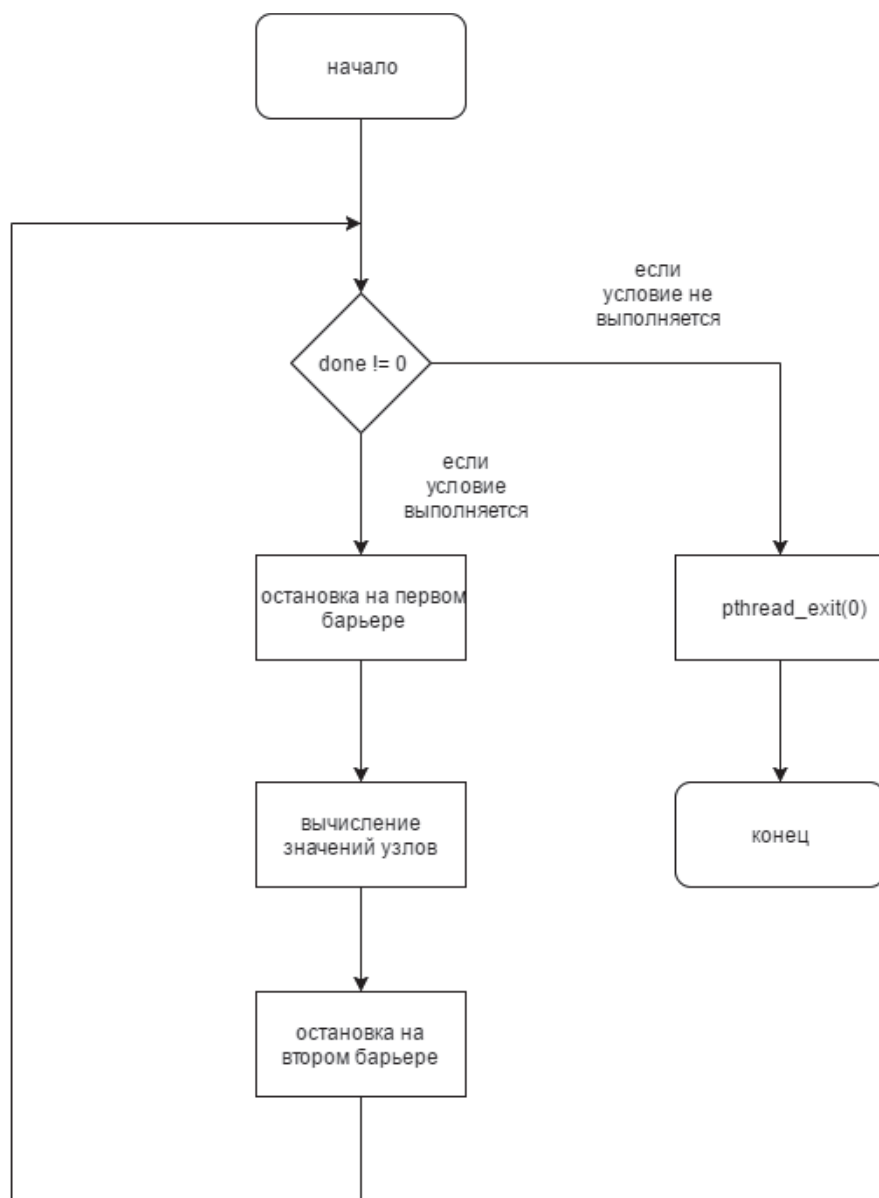 начало
если
условие не
выполняется
done != 0
если
условие
выполняется
остановка на первом
барьере
pthread_exit(0)
вычисление
значений узлов
конец
остановка на
втором барьере